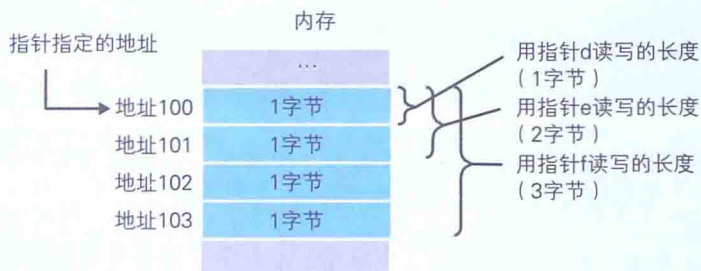 内存
指针指定的地址
...
用指针d读写的长度
（1字节）
地址100
1字节
用指针e读写的长度
（2字节）
地址101
1字节
地址102
1字节
用指针f读写的长度
（3字节）
地址103
1字节